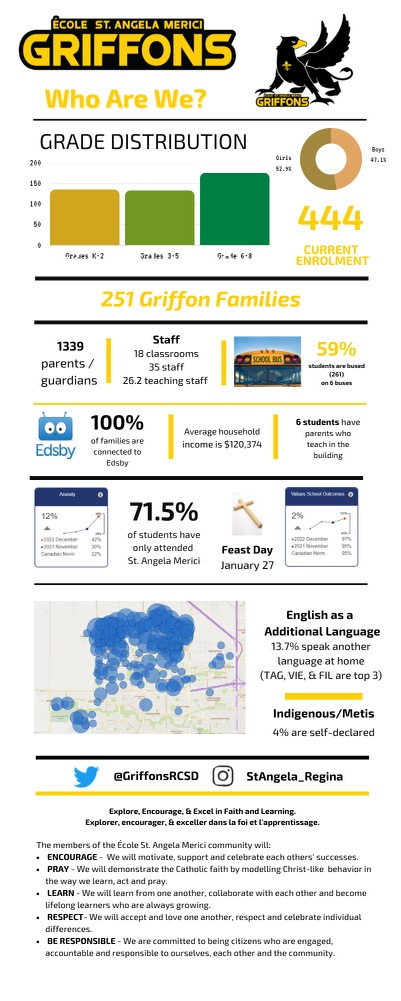 ÉCOLE ST. ANGELA MERICI
GRIFFONS
ÉCOLE ST. ANGELA MERICI
GRIFFONS
Who Are We?
GRADE DISTRIBUTION
200
150
100
50
0
Grades K-2
Grades 3-5
Grade 6-8
Girls
52.9%
Boys
47.1%
444
CURRENT
ENROLMENT
251 Griffon Families
1339
parents /
guardians
Staff
18 classrooms
35 staff
26.2 teaching staff
SCHOOL BUS
59%
students are bused
(261)
on 6 buses
Edsby
100%
of families are
connected to
Edsby
Average household
income is $120,374
6 students have
parents who
teach in the
building
Anxiety
12%
2022 December 42%
2021 November 30%
Canadian Norm 22%
71.5%
of students have
only attended
St. Angela Merici
Feast Day
January 27
Values School Outcomes
2%
2022 December 97%
2021 November 95%
Canadian Norm 95%
English as a
Additional Language
13.7% speak another
language at home
(TAG, VIE, & FIL are top 3)
Indigenous/Metis
4% are self-declared
@GriffonsRCSD
StAngela_Regina
Explore, Encourage, & Excel in Faith and Learning.
Explorer, encourager, & exceller dans la foi et l'apprentissage.
The members of the École St. Angela Merici community will:
• ENCOURAGE - We will motivate, support and celebrate each others' successes.
• PRAY - We will demonstrate the Catholic faith by modelling Christ-like behavior in
the way we learn, act and pray.
• LEARN - We will learn from one another, collaborate with each other and become
lifelong learners who are always growing.
• RESPECT- We will accept and love one another, respect and celebrate individual
differences.
• BE RESPONSIBLE - We are committed to being citizens who are engaged,
accountable and responsible to ourselves, each other and the community.